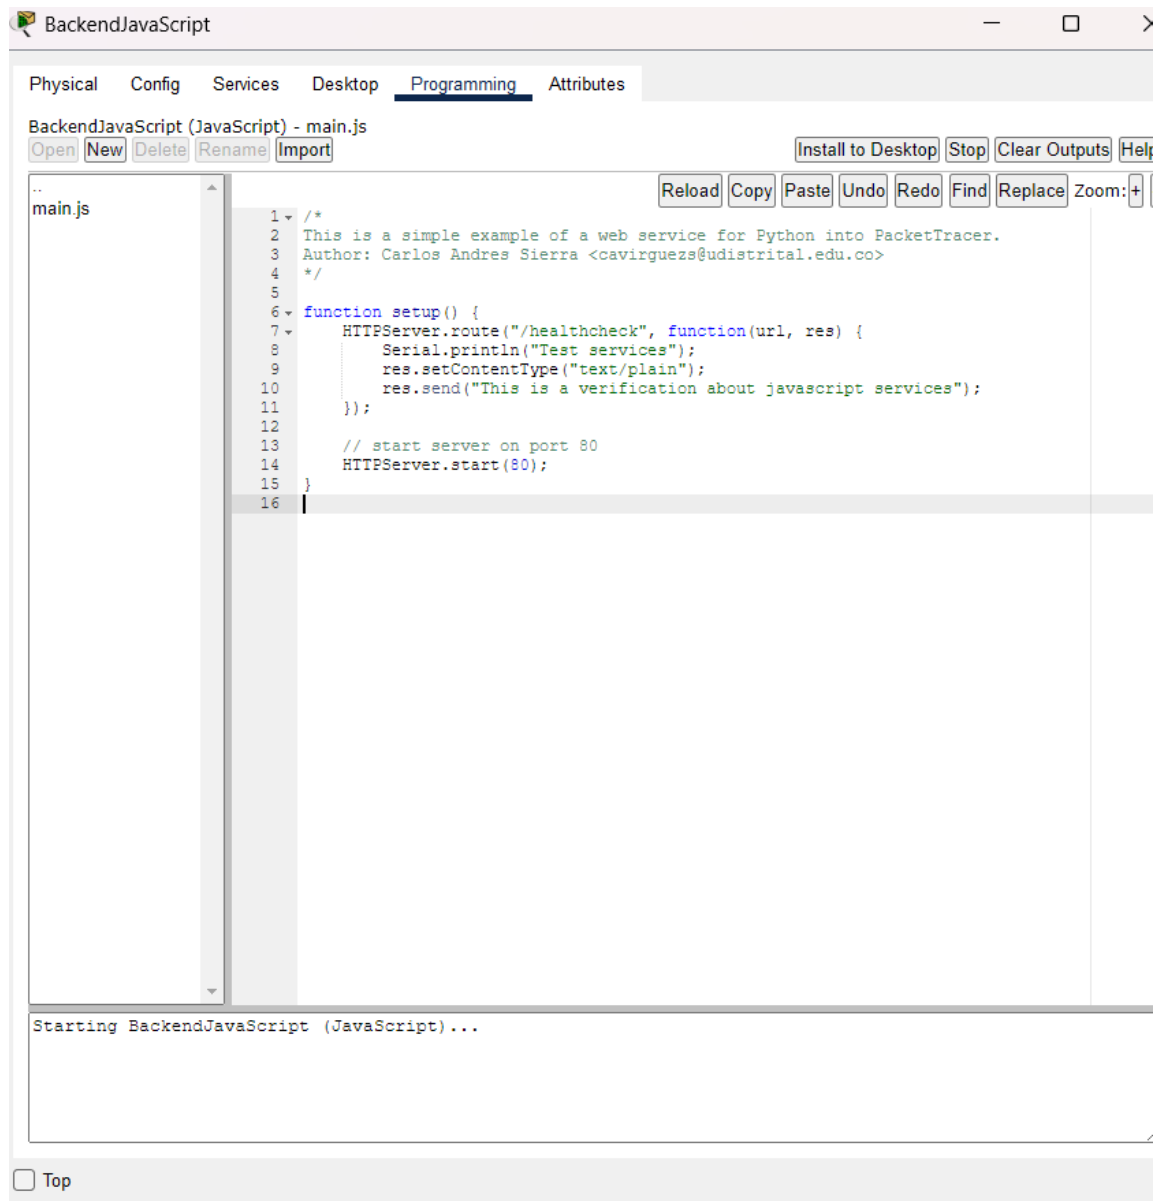 BackendJavaScript
Physical Config Services Desktop Programming Attributes
BackendJavaScript (JavaScript) - main.js
Open New Delete Rename Import Install to Desktop Stop Clear Outputs Help
Reload Copy Paste Undo Redo Find Replace Zoom: +
..
main.js
1 /*
2 This is a simple example of a web service for Python into PacketTracer.
3 Author: Carlos Andres Sierra <cavirguezs@udistrital.edu.co>
4 */
5
6 function setup() {
7     HTTPServer.route("/healthcheck", function(url, res) {
8         Serial.println("Test services");
9         res.setContentType("text/plain");
10         res.send("This is a verification about javascript services");
11     });
12
13     // start server on port 80
14     HTTPServer.start(80);
15 }
16
Starting BackendJavaScript (JavaScript)...
Top